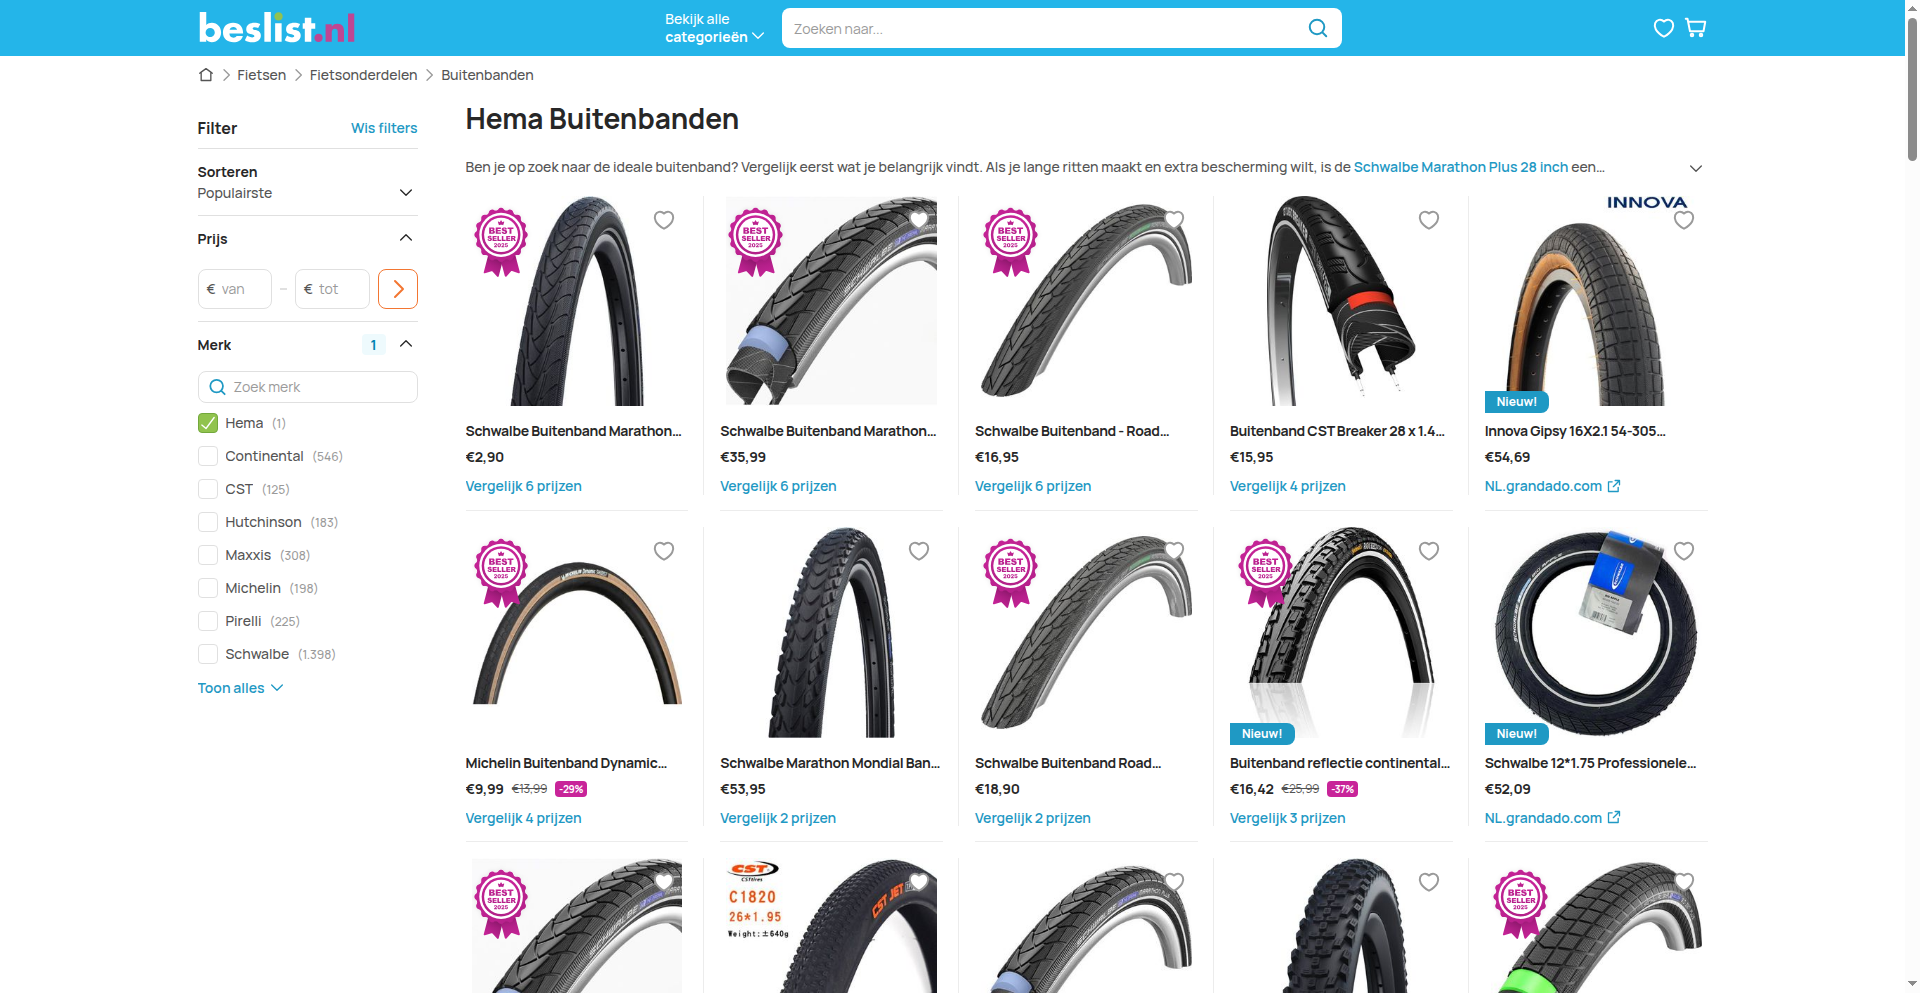 beslist.nl
Bekijk alle
categorieën
Zoeken naar...
Fietsen
Fietsonderdelen
Buitenbanden
Filter
Wis filters
Sorteren
Populairste
Prijs
€ van
–
€ tot
Merk
1
Zoek merk
Hema (1)
Continental (546)
CST (125)
Hutchinson (183)
Maxxis (308)
Michelin (198)
Pirelli (225)
Schwalbe (1.398)
Toon alles
Hema Buitenbanden
Ben je op zoek naar de ideale buitenband? Vergelijk eerst wat je belangrijk vindt. Als je lange ritten maakt en extra bescherming wilt, is de Schwalbe Marathon Plus 28 inch een...
BEST
SELLER
2025
Schwalbe Buitenband Marathon...
€2,90
Vergelijk 6 prijzen
BEST
SELLER
2025
Schwalbe Buitenband Marathon...
€35,99
Vergelijk 6 prijzen
BEST
SELLER
2025
Schwalbe Buitenband - Road...
€16,95
Vergelijk 6 prijzen
Buitenband CST Breaker 28 x 1.4...
€15,95
Vergelijk 4 prijzen
INNOVA
Nieuw!
Innova Gipsy 16X2.1 54-305...
€54,69
NL.grandado.com
BEST
SELLER
2025
Michelin Buitenband Dynamic...
€9,99 €13,99 -29%
Vergelijk 4 prijzen
Schwalbe Marathon Mondial Ban...
€53,95
Vergelijk 2 prijzen
BEST
SELLER
2025
Schwalbe Buitenband Road...
€18,90
Vergelijk 2 prijzen
BEST
SELLER
2025
Buitenband reflectie continental...
€16,42 €25,99 -37%
Vergelijk 3 prijzen
Nieuw!
Schwalbe 12*1.75 Professionele...
€52,09
NL.grandado.com
BEST
SELLER
2025
CST
CSTtires
C1820
26*1.95
Weight:±640g
CST JET
BEST
SELLER
2025